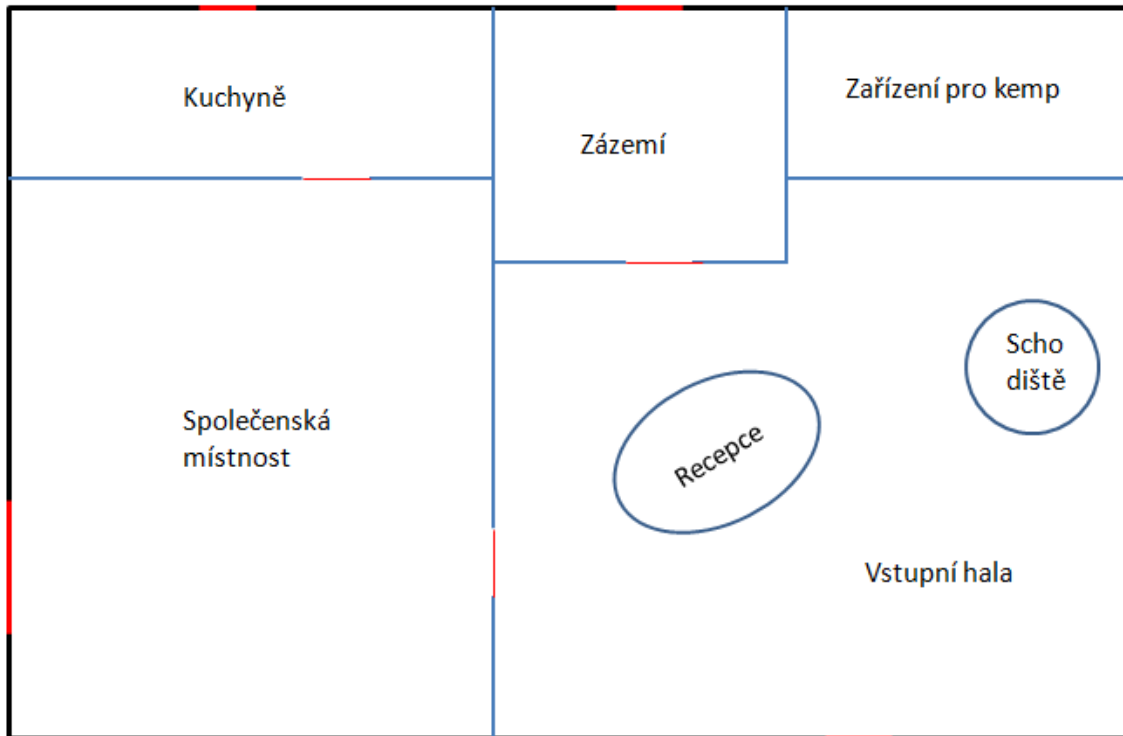 Kuchyně
Zařízení pro kemp
Zázemí
Scho
diště
Společenská
místnost
Recepce
Vstupní hala